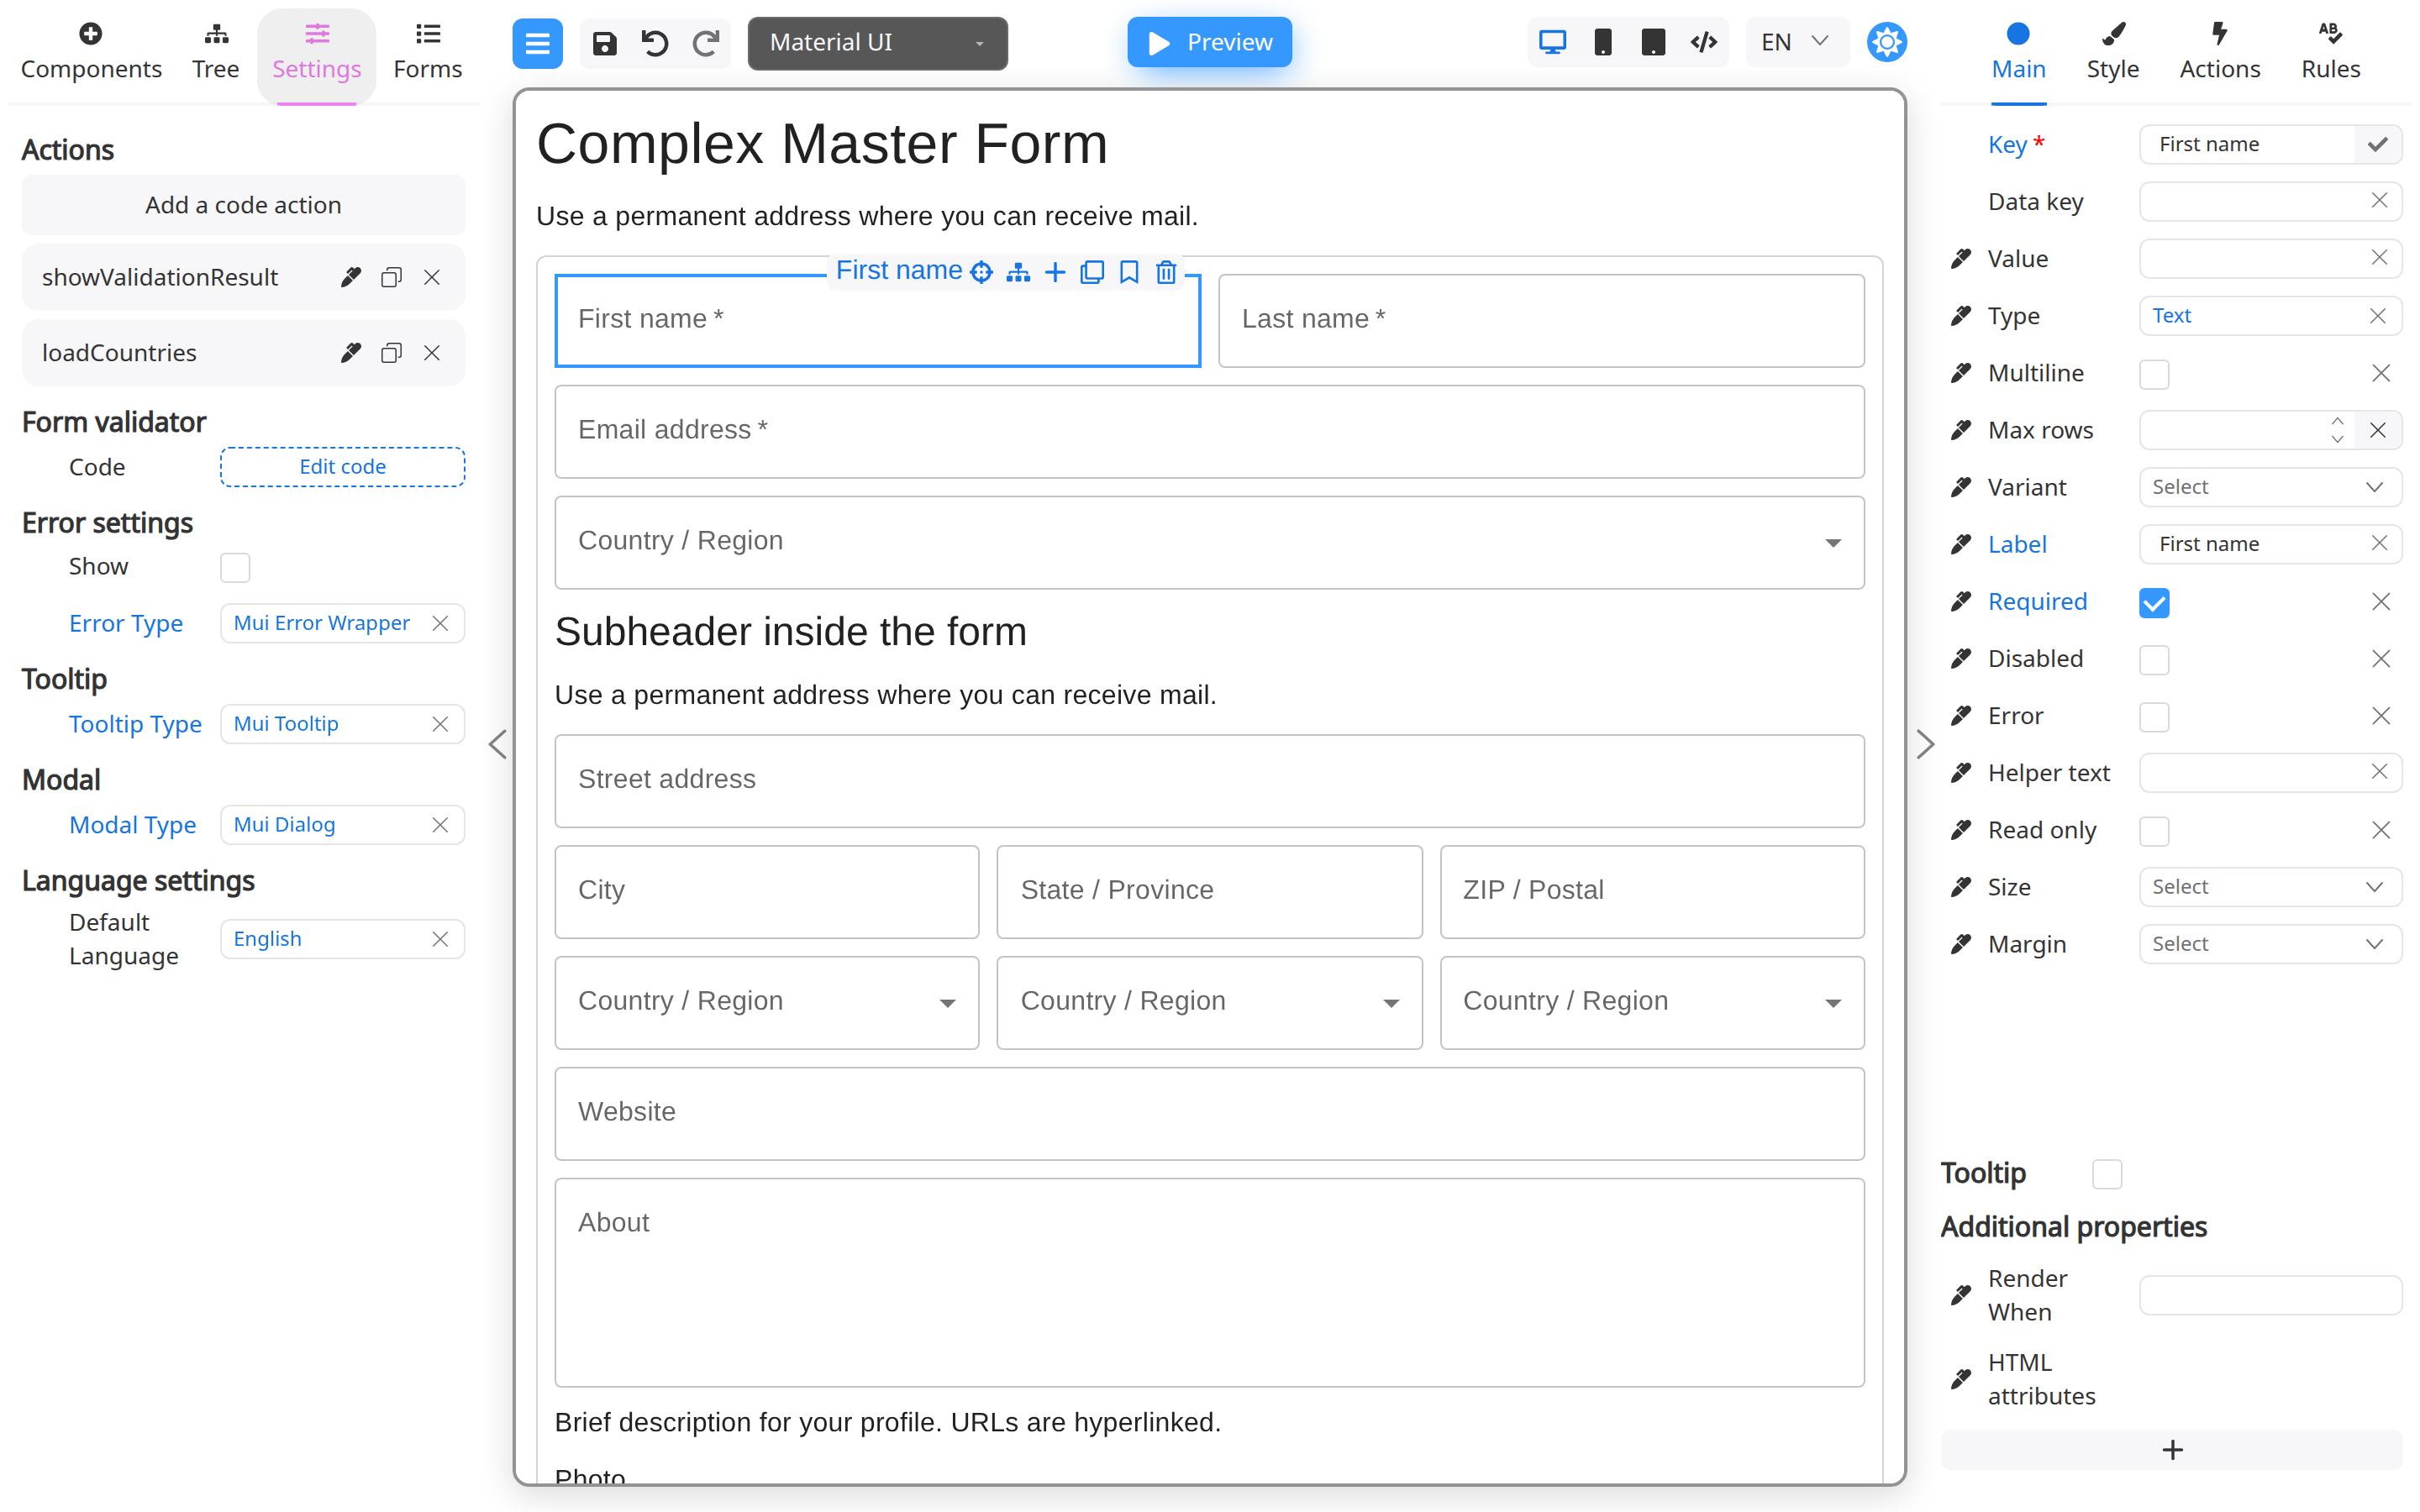 Components
Tree
Settings
Forms
Material UI
Preview
EN
Main
Style
Actions
AB
Rules
Actions
Add a code action
showValidationResult
loadCountries
Form validator
Code
Edit code
Error settings
Show
Error Type
Mui Error Wrapper
Tooltip
Tooltip Type
Mui Tooltip
Modal
Modal Type
Mui Dialog
Language settings
Default
Language
English
Complex Master Form
Use a permanent address where you can receive mail.
First name
First name *
Last name *
Email address *
Country / Region
Subheader inside the form
Use a permanent address where you can receive mail.
Street address
City
State / Province
ZIP / Postal
Country / Region
Country / Region
Country / Region
Website
About
Brief description for your profile. URLs are hyperlinked.
Photo
Key *
First name
Data key
Value
Type
Text
Multiline
Max rows
Variant
Select
Label
First name
Required
Disabled
Error
Helper text
Read only
Size
Select
Margin
Select
Tooltip
Additional properties
Render
When
HTML
attributes